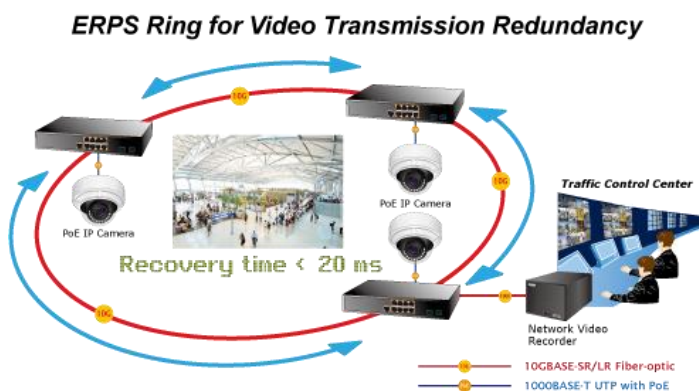 ERPS Ring for Video Transmission Redundancy
10G
10G
10G
PoE IP Camera
PoE IP Camera
Traffic Control Center
Recovery time < 20 ms
Network Video
Recorder
10GBASE-SR/LR Fiber-optic
1000BASE-T UTP with PoE